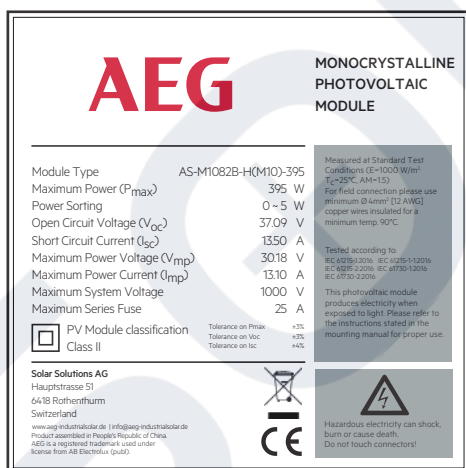 AEG
MONOCRYSTALLINE
PHOTOVOLTAIC
MODULE
Module Type AS-M1082B-H(M10)-395
Maximum Power (Pmax) 395 W
Power Sorting 0 ~ 5 W
Open Circuit Voltage (Voc) 37.09 V
Short Circuit Current (Isc) 13.50 A
Maximum Power Voltage (Vmp) 30.18 V
Maximum Power Current (Imp) 13.10 A
Maximum System Voltage 1000 V
Maximum Series Fuse 25 A
PV Module classification
Class II
Tolerance on Pmax ±3%
Tolerance on Voc ±3%
Tolerance on Isc ±4%
Measured at Standard Test
Conditions (E=1000 W/m²
Tc=25°C, AM=1.5)
For field connection please use
minimum Ø 4mm² [12 AWG]
copper wires insulated for a
minimum temp. 90°C.
Tested according to:
IEC 61215-1:2016 IEC 61215-1-1:2016
IEC 61215-2:2016 IEC 61730-1:2016
IEC 61730-2:2016
This photovoltaic module
produces electricity when
exposed to light. Please refer to
the instructions stated in the
mounting manual for proper use.
Solar Solutions AG
Hauptstrasse 51
6418 Rothenthurm
Switzerland
www.aeg-industrialsolar.de | info@aeg-industrialsolar.de
Product assembled in People's Republic of China.
AEG is a registered trademark used under
license from AB Electrolux (publ).
CE
Hazardous electricity can shock,
burn or cause death.
Do not touch connectors!